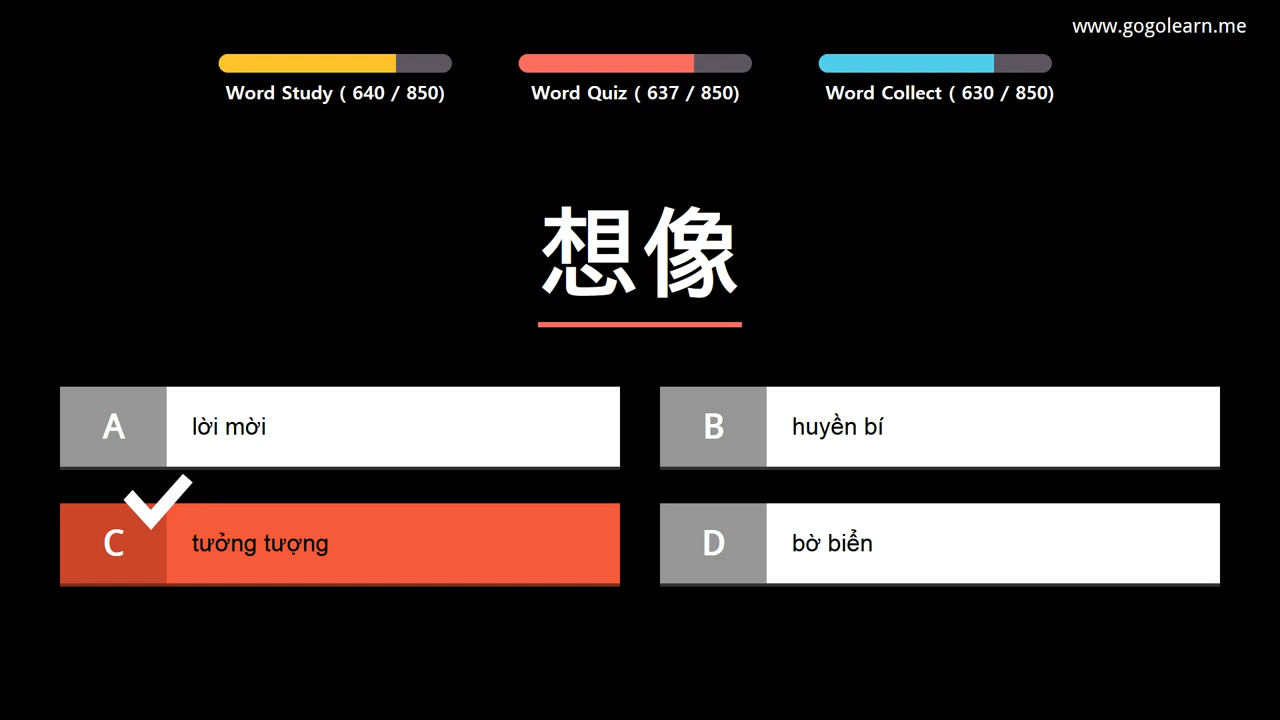 www.gogolearn.me
Word Study ( 640 / 850)
Word Quiz ( 637 / 850)
Word Collect ( 630 / 850)
想像
A
lời mời
B
huyền bí
C
tưởng tượng
D
bờ biển